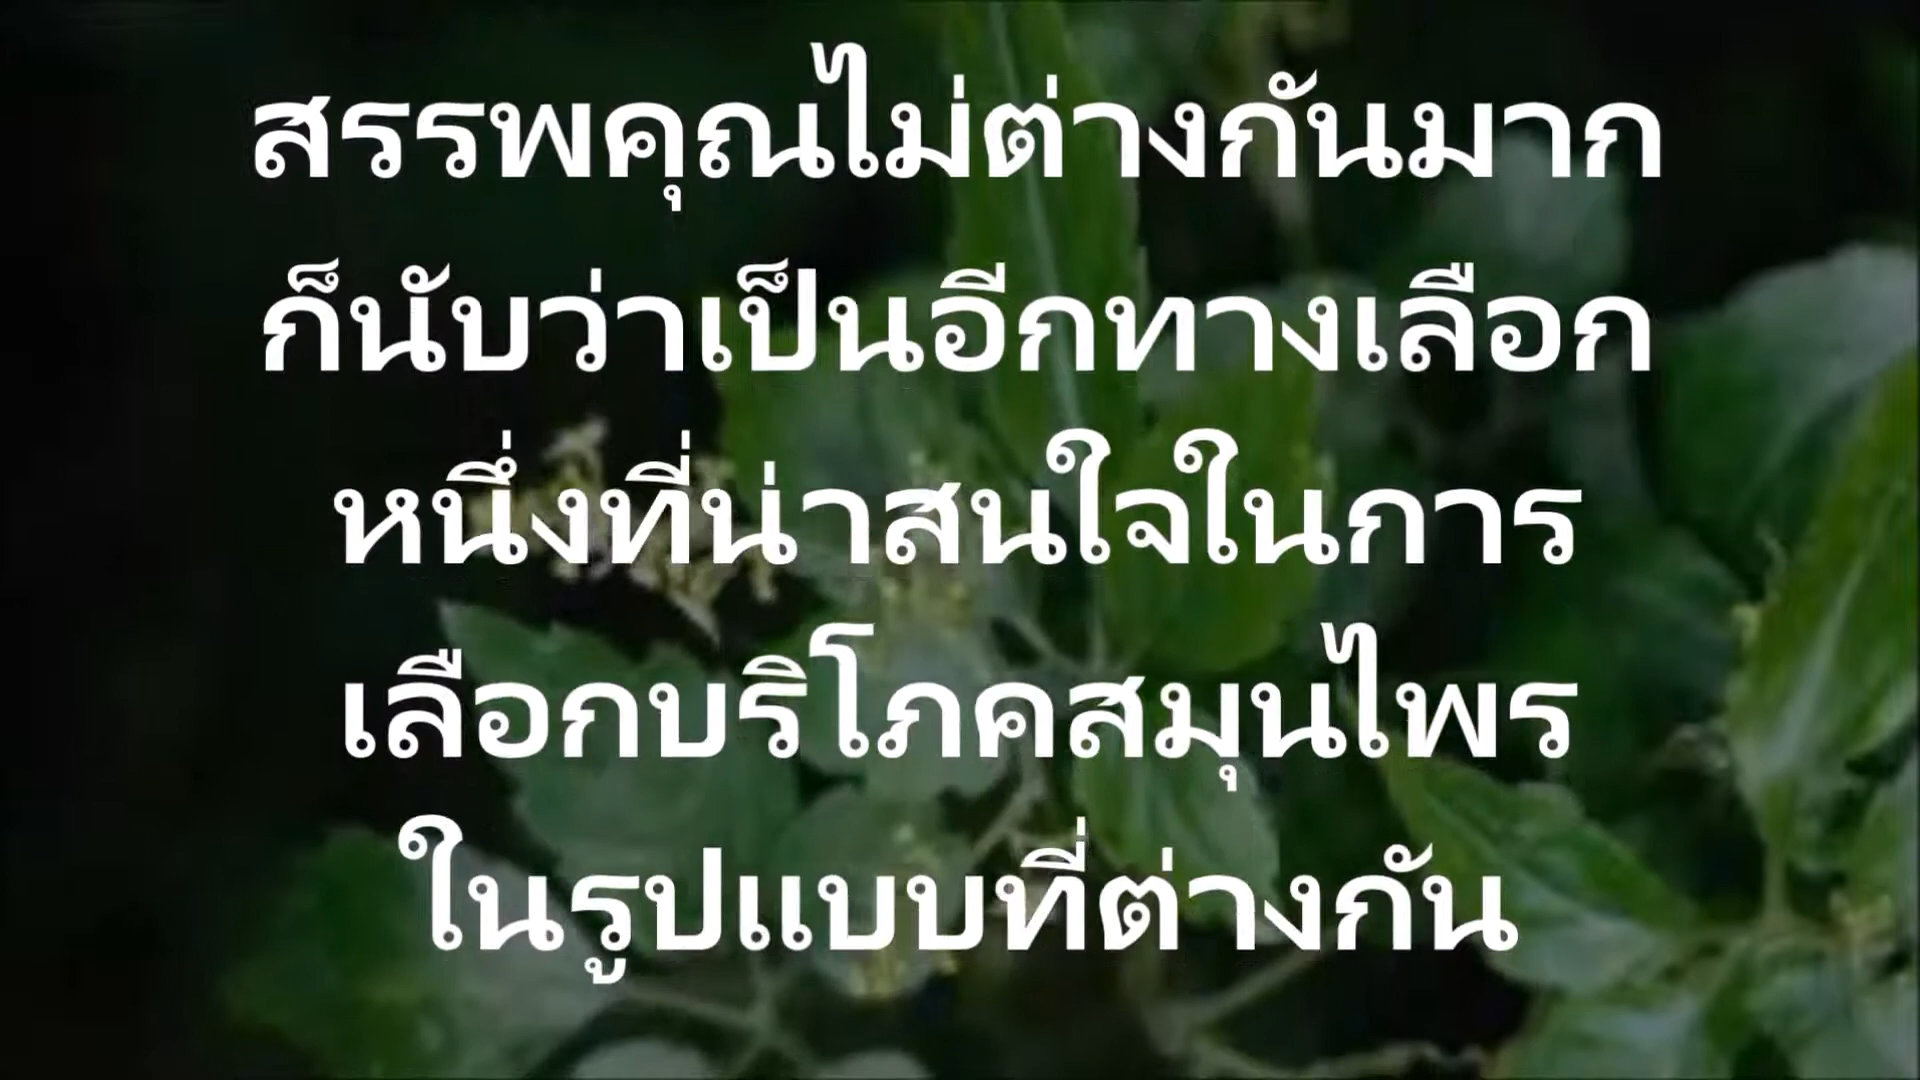 สรรพคุณไม่ต่างกันมาก
ก็นับว่าเป็นอีกทางเลือก
หนึ่งที่น่าสนใจในการ
เลือกบริโภคสมุนไพร
ในรูปแบบที่ต่างกัน